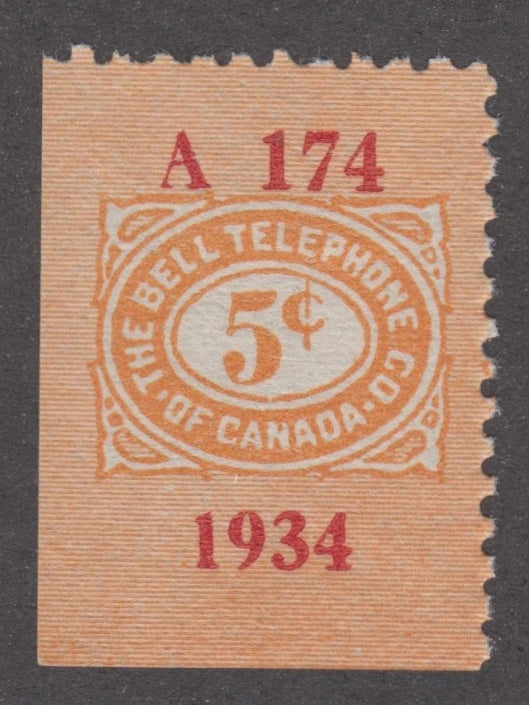 A 174
THE BELL TELEPHONE CO
5¢
·OF CANADA·
1934